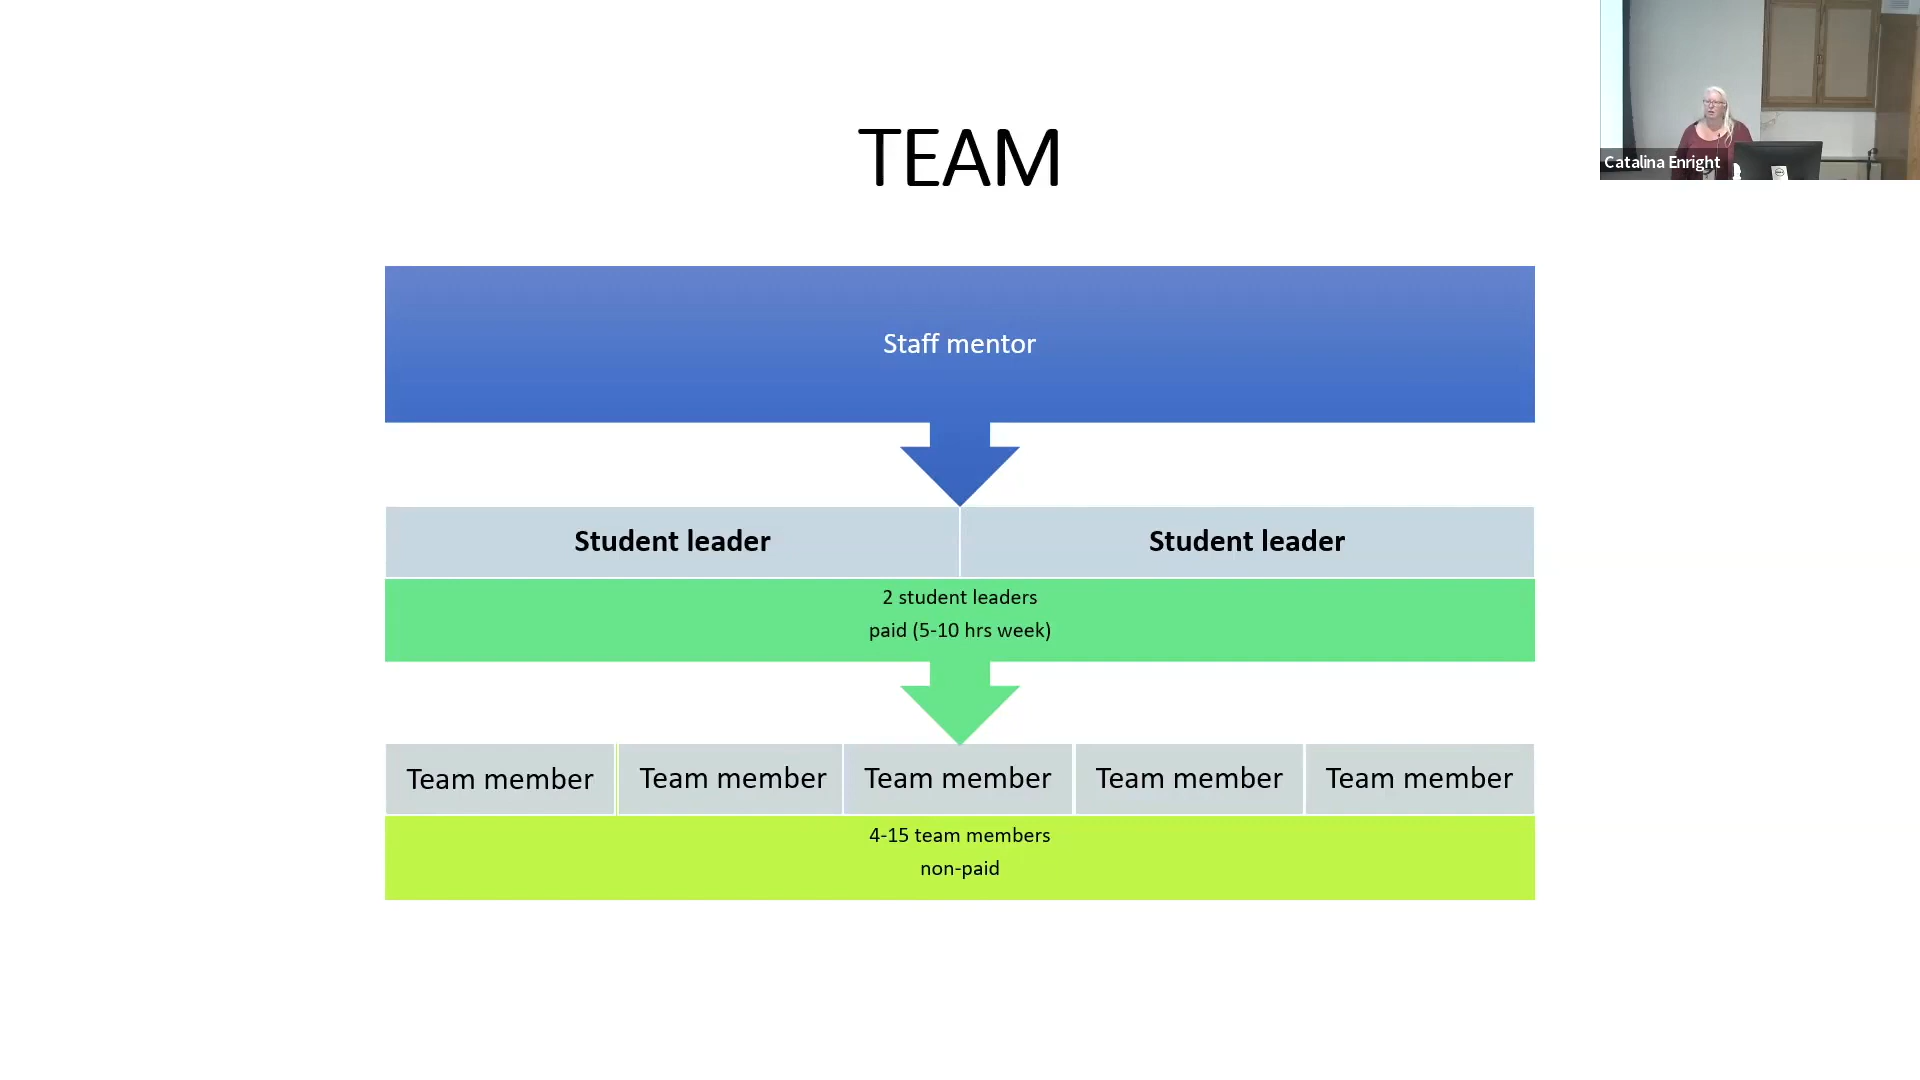 TEAM
Catalina Enright
Staff mentor
Student leader
Student leader
2 student leaders
paid (5-10 hrs week)
Team member
Team member
Team member
Team member
Team member
4-15 team members
non-paid